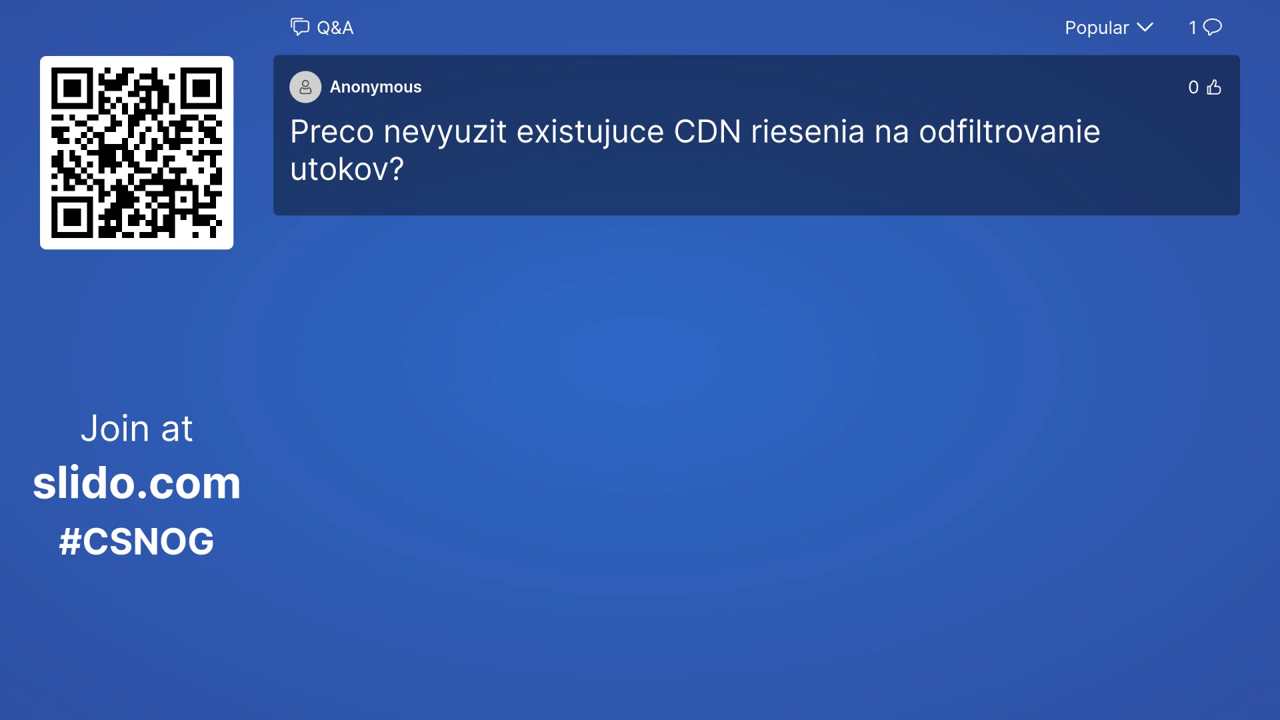 Q&A
Popular
1
Anonymous
0
Preco nevyuzit existujuce CDN riesenia na odfiltrovanie
utokov?
Join at
slido.com
#CSNOG